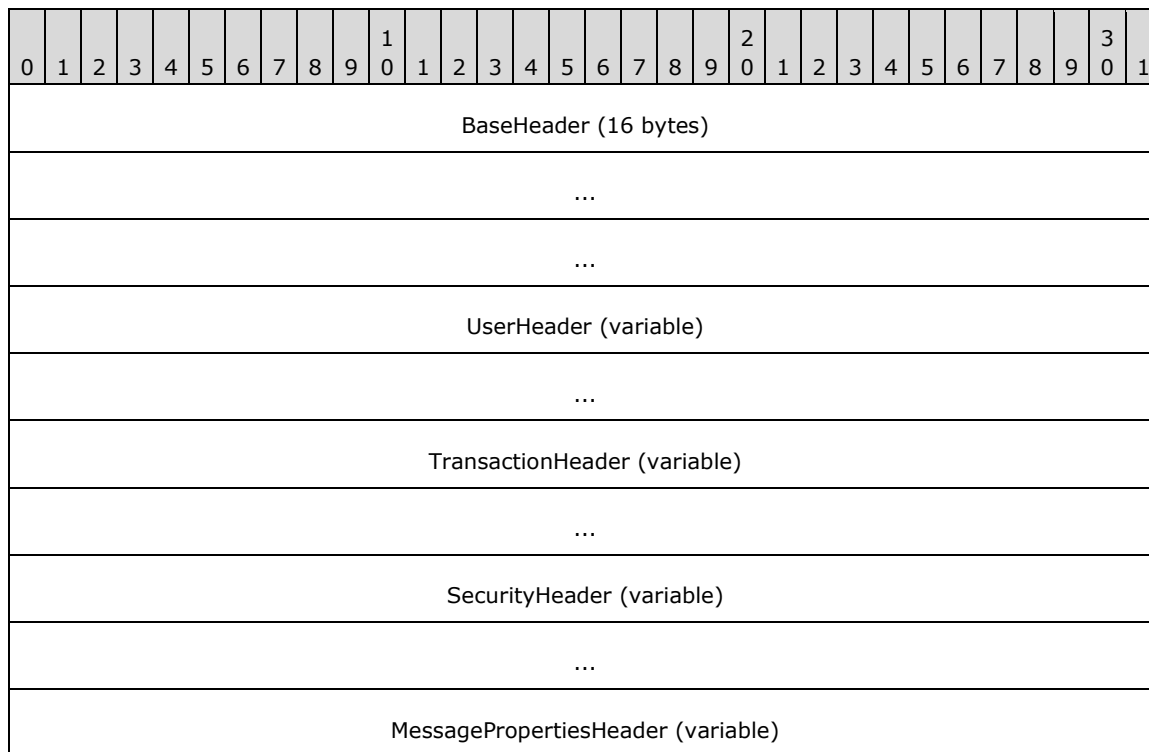 1 2 3
0 1 2 3 4 5 6 7 8 9 0 1 2 3 4 5 6 7 8 9 0 1 2 3 4 5 6 7 8 9 0 1
BaseHeader (16 bytes)
...
...
UserHeader (variable)
...
TransactionHeader (variable)
...
SecurityHeader (variable)
...
MessagePropertiesHeader (variable)